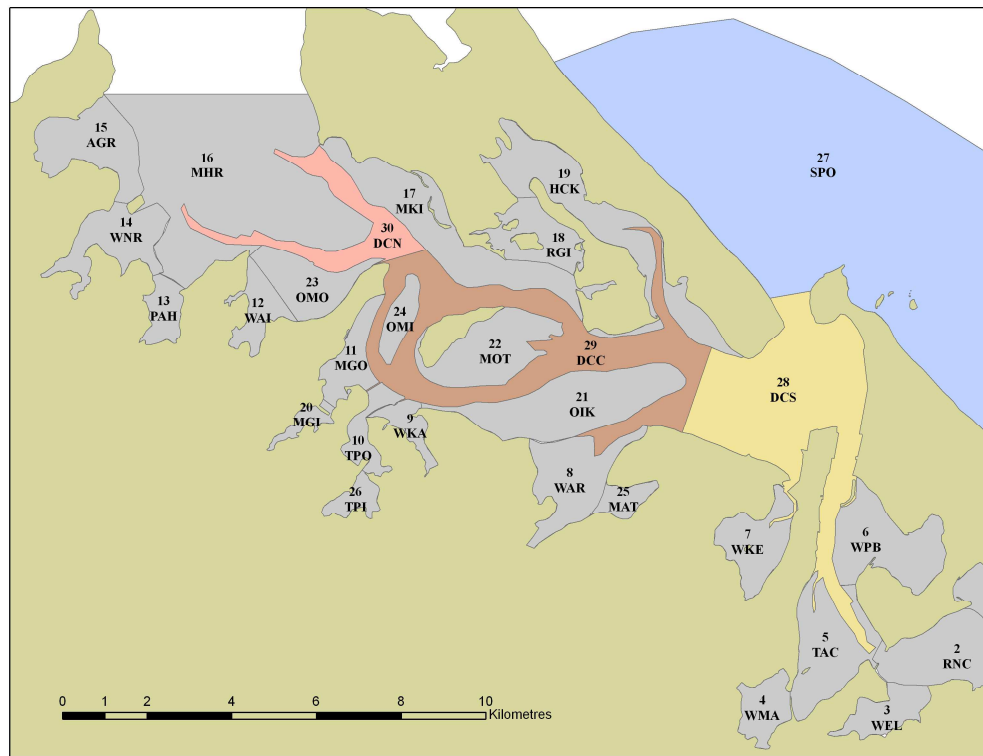 15
AGR
16
MHR
27
SPO
19
HCK
17
MKI
14
WNR
30
DCN
18
RGI
13
PAH
12
WAI
23
OMO
24
OMI
11
MGO
22
MOT
29
DCC
28
DCS
21
OIK
20
MGI
9
WKA
10
TPO
26
TPI
8
WAR
25
MAT
7
WKE
6
WPB
5
TAC
2
RNC
4
WMA
3
WEL
0 1 2 4 6 8 10
Kilometres